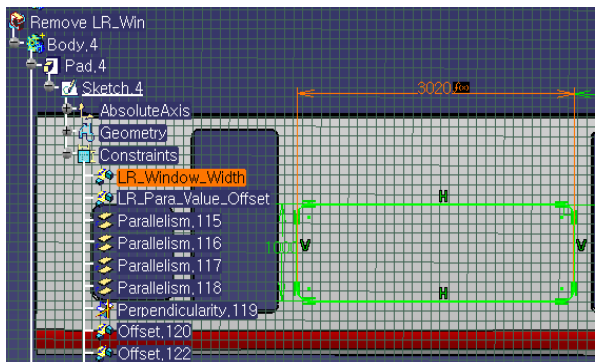 Remove LR_Win
Body.4
Pad.4
Sketch.4
3020
AbsoluteAxis
Geometry
Constraints
LR_Window_Width
H
LR_Para_Value_Offset
Parallelism.115
Parallelism.116
V
V
Parallelism.117
Parallelism.118
H
Perpendicularity.119
Offset.120
Offset.122